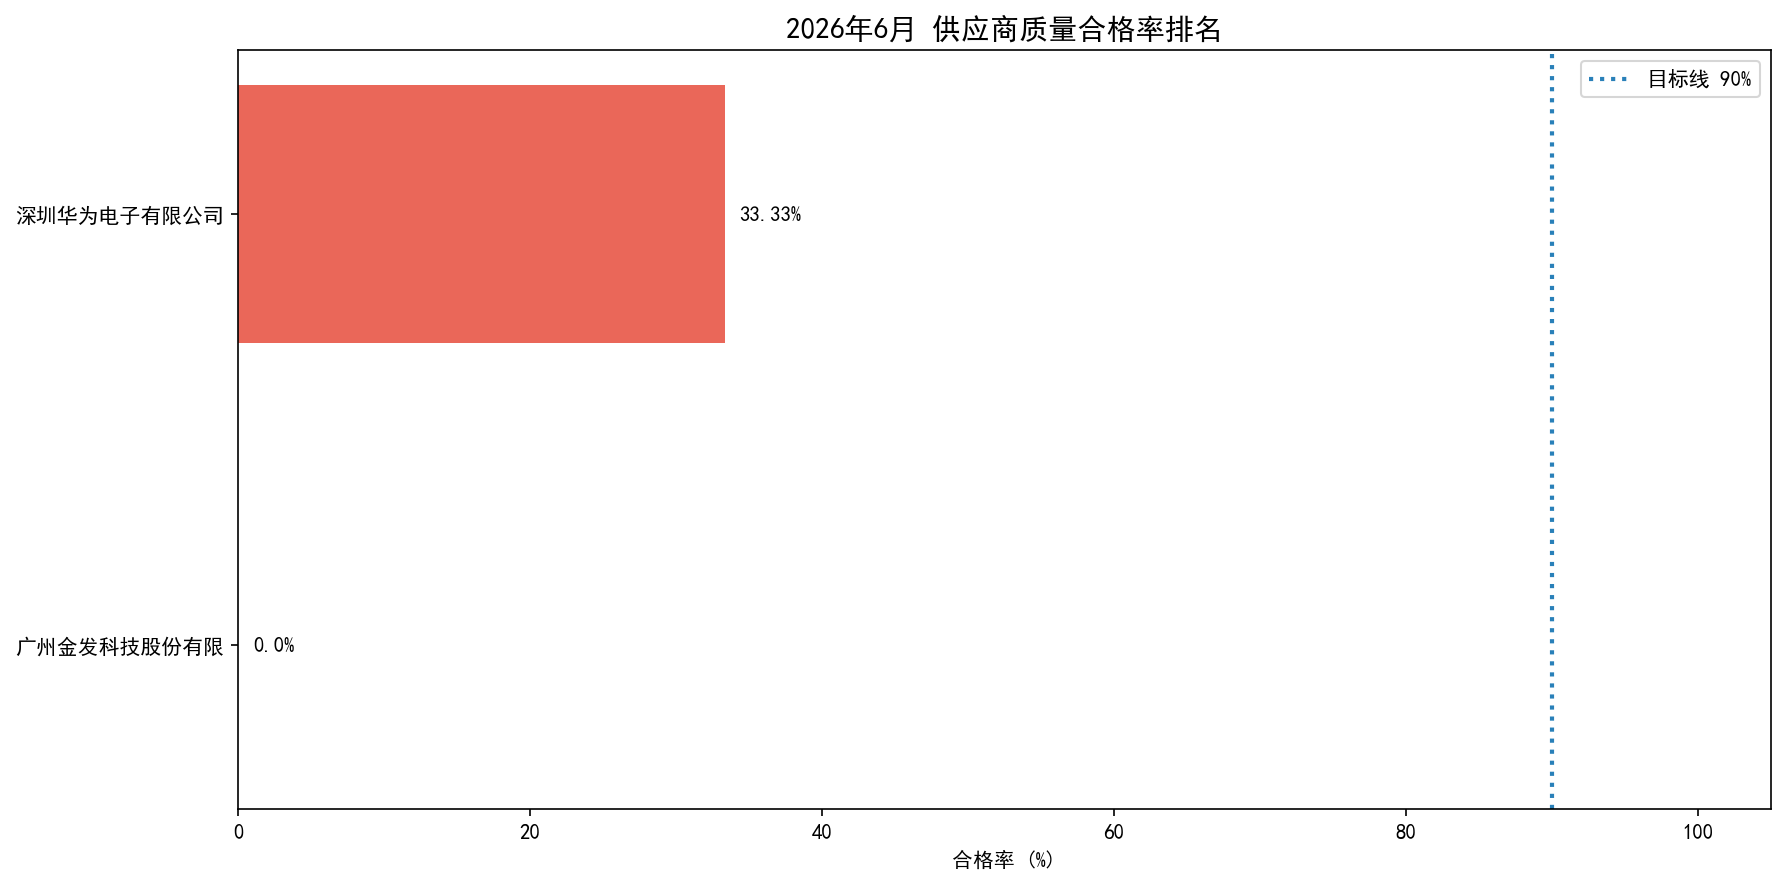 2026年6月 供应商质量合格率排名
目标线 90%
深圳华为电子有限公司
33.33%
广州金发科技股份有限
0.0%
0 20 40 60 80 100
合格率 (%)